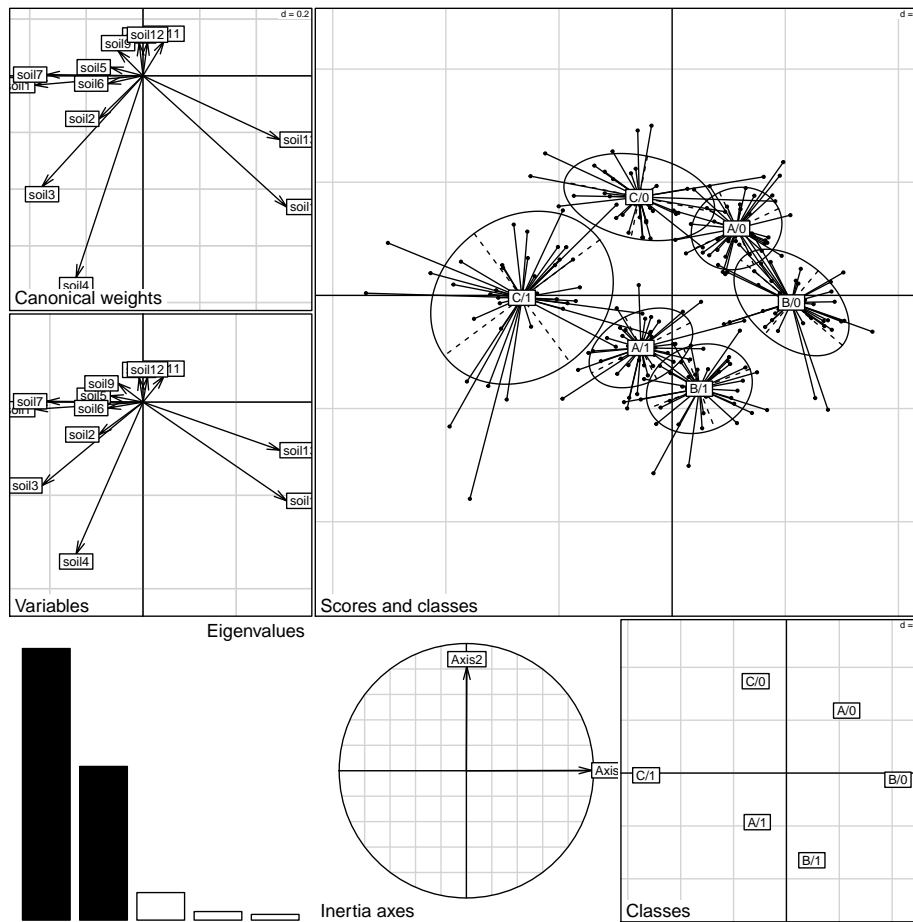 d = 0.2
soil9
soil12
11
soil5
soil7
soil6
soil2
soil3
soil4
Canonical weights
d =
C/0
A/0
C/1
B/0
A/1
B/1
Scores and classes
soil9
soil12
11
soil5
soil7
soil6
soil2
soil3
soil4
Variables
Eigenvalues
Axis2
Axis
Inertia axes
d =
C/0
A/0
C/1
B/0
A/1
B/1
Classes